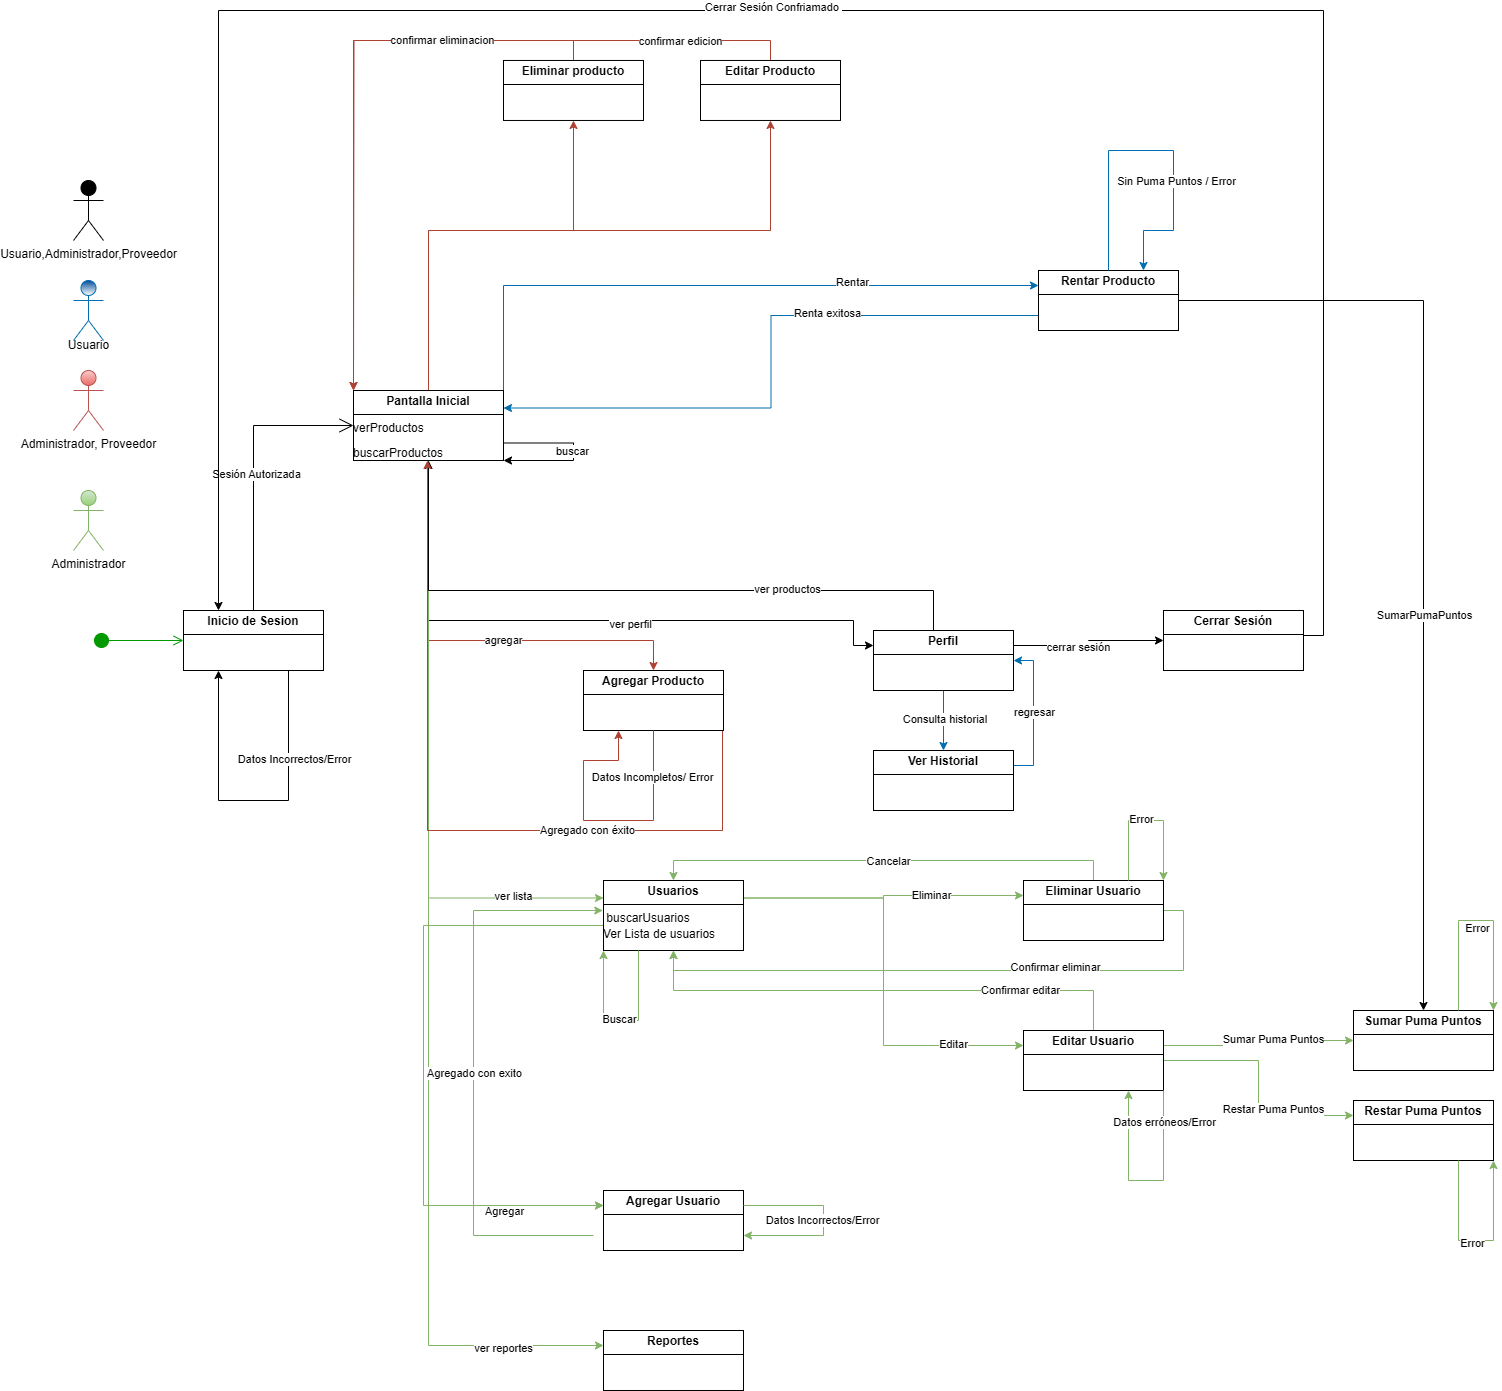 Cerrar Sesión Confriamado
confirmar eliminacion
confirmar edicion
Eliminar producto
Editar Producto
Sin Puma Puntos / Error
Usuario,Administrador,Proveedor
Rentar
Rentar Producto
Renta exitosa
Usuario
Pantalla Inicial
verProductos
buscarProductos
buscar
Administrador, Proveedor
Sesión Autorizada
Administrador
ver productos
SumarPumaPuntos
Inicio de Sesion
ver perfil
agregar
Perfil
cerrar sesión
Cerrar Sesión
Agregar Producto
Consulta historial
regresar
Datos Incorrectos/Error
Datos Incompletos/ Error
Ver Historial
Agregado con éxito
Error
Cancelar
ver lista
Usuarios
buscarUsuarios
Ver Lista de usuarios
Eliminar
Eliminar Usuario
Error
Confirmar eliminar
Confirmar editar
Buscar
Editar
Editar Usuario
Sumar Puma Puntos
Sumar Puma Puntos
Agregado con exito
Restar Puma Puntos
Restar Puma Puntos
Datos erróneos/Error
Agregar
Agregar Usuario
Datos Incorrectos/Error
Error
ver reportes
Reportes